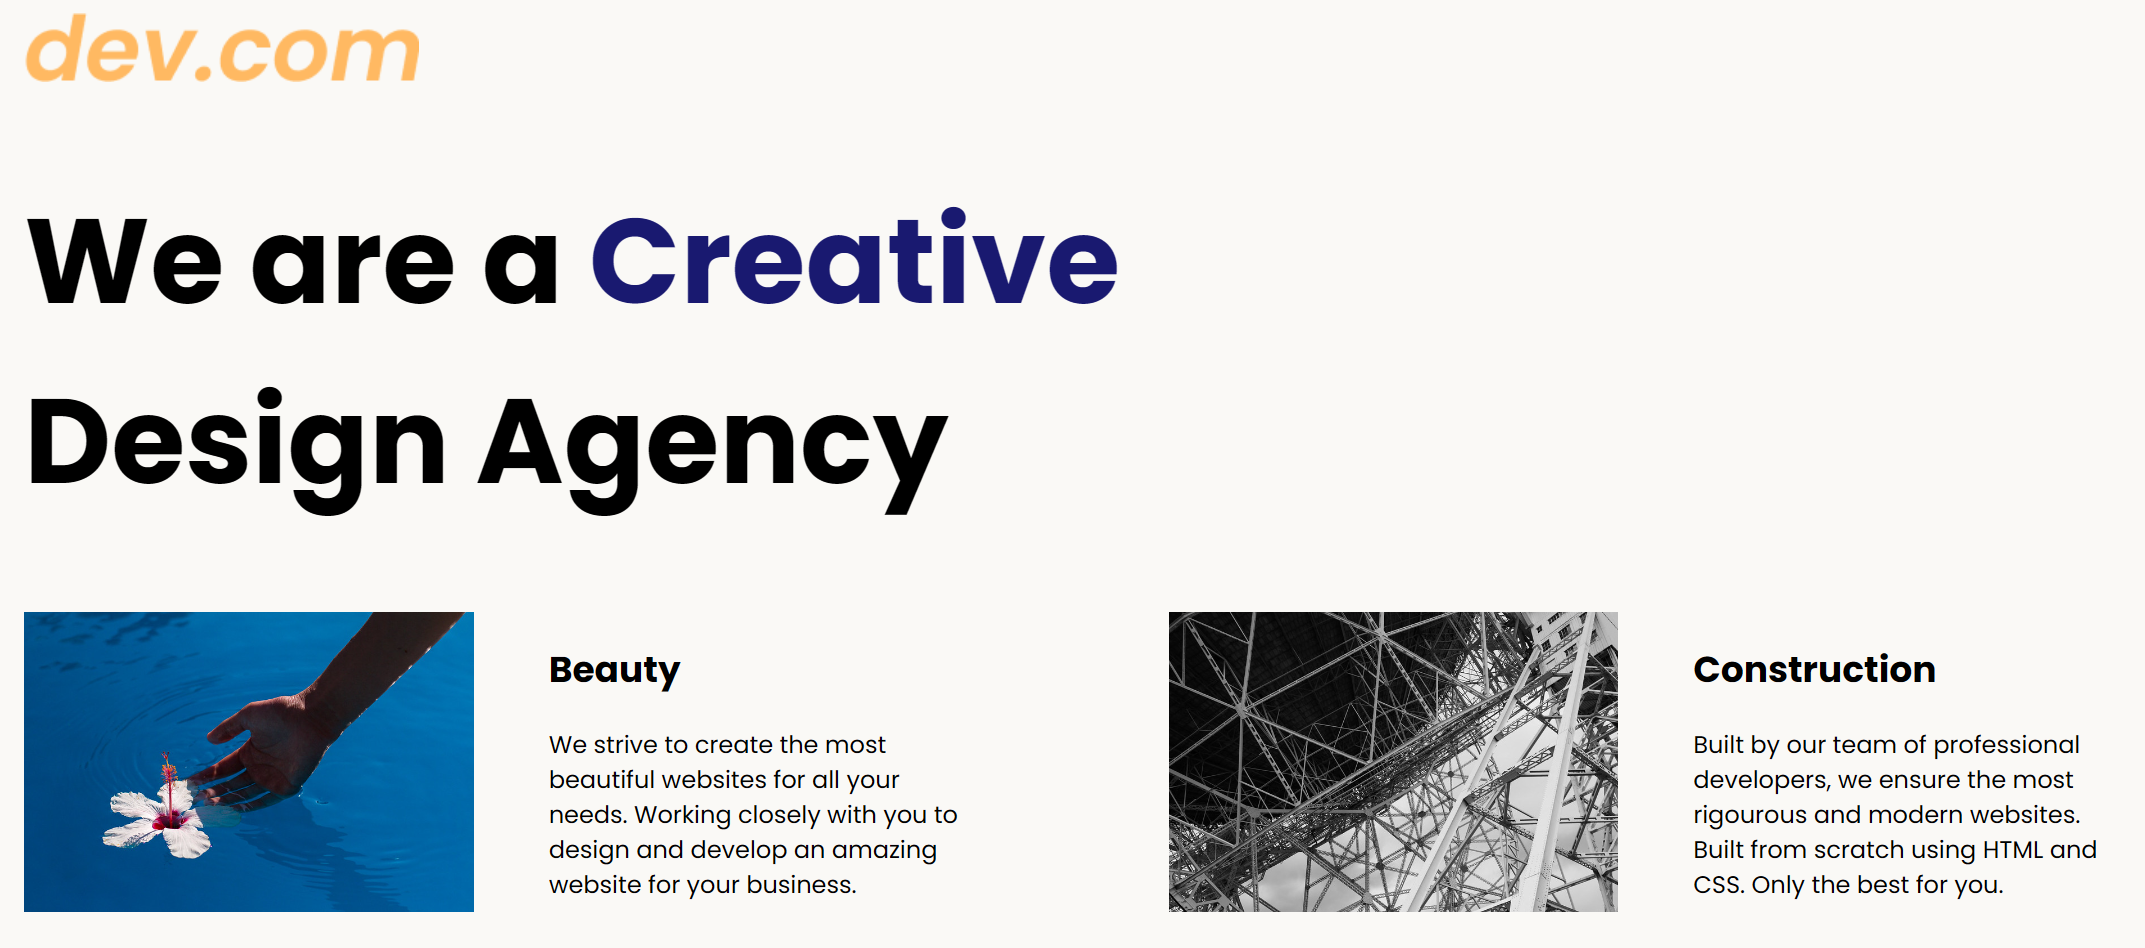 dev.com
We are a Creative
Design Agency
Beauty
We strive to create the most
beautiful websites for all your
needs. Working closely with you to
design and develop an amazing
website for your business.
Construction
Built by our team of professional
developers, we ensure the most
rigourous and modern websites.
Built from scratch using HTML and
CSS. Only the best for you.